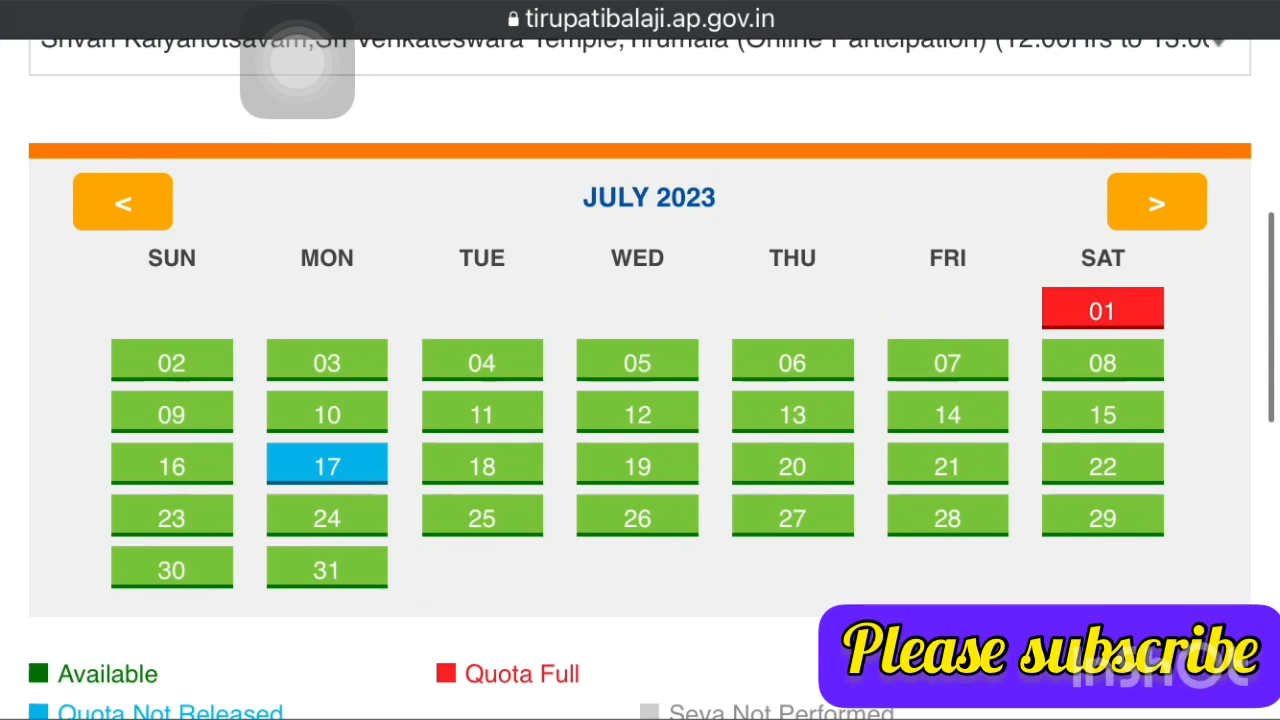 tirupatibalaji.ap.gov.in
Srivari Kalyanotsavam,Sri Venkateswara Temple,Tirumala (Online Participation) (12:00Hrs to 13:0
< JULY 2023 >
SUN MON TUE WED THU FRI SAT
01
02 03 04 05 06 07 08
09 10 11 12 13 14 15
16 17 18 19 20 21 22
23 24 25 26 27 28 29
30 31
Available Quota Full
Quota Not Released Seva Not Performed
Please subscribe
InShOt